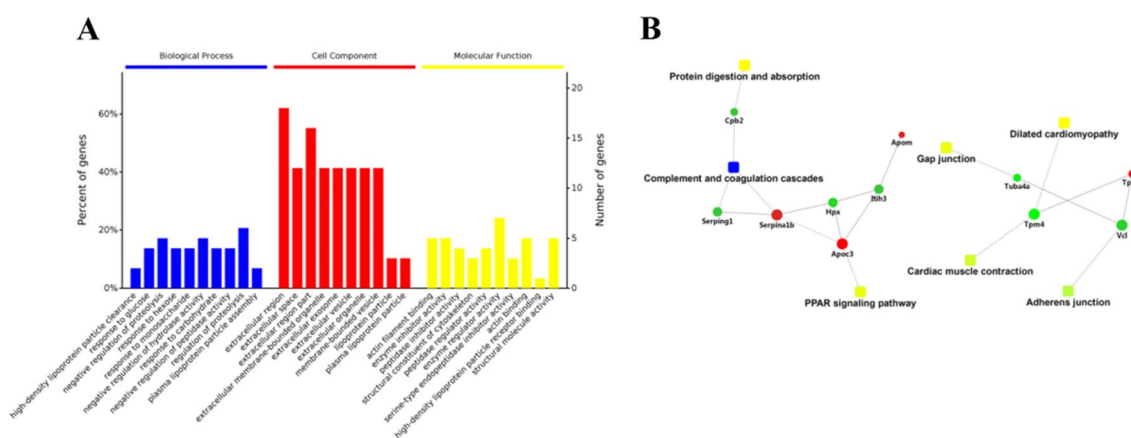 A
Biological Process
Cell Component
Molecular Function
Percent of genes
60%
40%
20%
0%
20
15
10
5
0
Number of genes
high-density lipoprotein particle clearance
response to glucose
negative regulation of proteolysis
response to hexose
response to monosaccharide
negative regulation of hydrolase activity
response to carbohydrate
negative regulation of peptidase activity
regulation of proteolysis
plasma lipoprotein particle assembly
extracellular region
extracellular space
extracellular region part
extracellular membrane-bounded organelle
extracellular exosome
extracellular vesicle
extracellular organelle
membrane-bounded vesicle
lipoprotein particle
plasma lipoprotein particle
actin filament binding
enzyme inhibitor activity
peptidase inhibitor activity
structural constituent of cytoskeleton
peptidase regulator activity
enzyme regulator activity
serine-type endopeptidase inhibitor activity
actin binding
high-density lipoprotein particle receptor binding
structural molecule activity
B
Protein digestion and absorption
Cpb2
Complement and coagulation cascades
Serping1
Serpina1b
Hpx
Itih3
Apom
Apoc3
PPAR signaling pathway
Dilated cardiomyopathy
Gap junction
Tuba4a
Tp
Tpm4
Vcl
Cardiac muscle contraction
Adherens junction